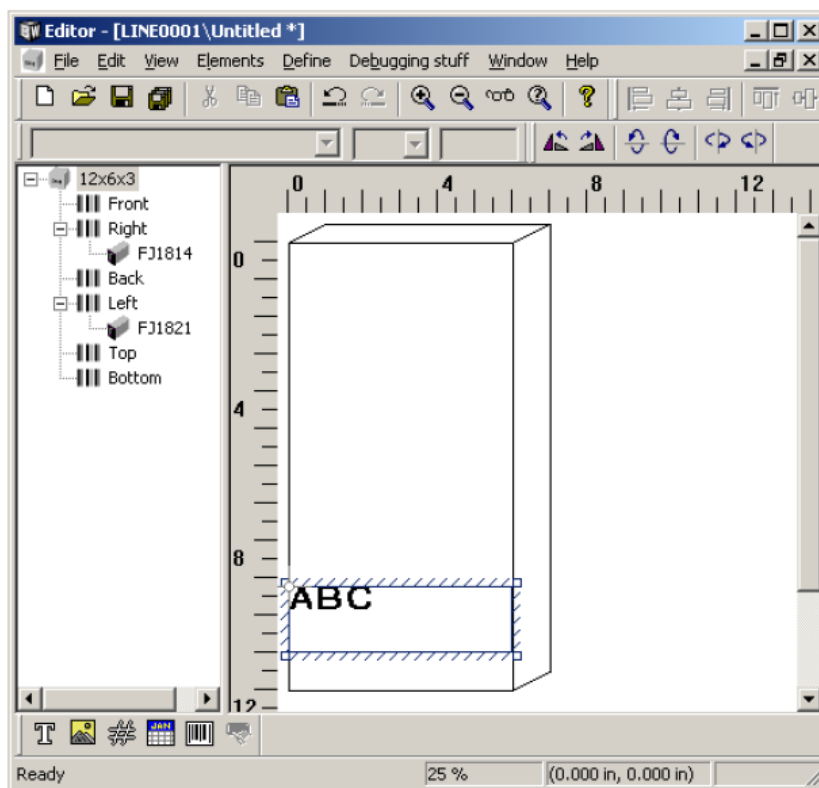 Editor - [LINE0001\Untitled *]
File Edit View Elements Define Debugging stuff Window Help
12x6x3
Front
Right
FJ1814
Back
Left
FJ1821
Top
Bottom
0 4 8 12
0
4
8
12
ABC
JAN
Ready 25 % (0.000 in, 0.000 in)